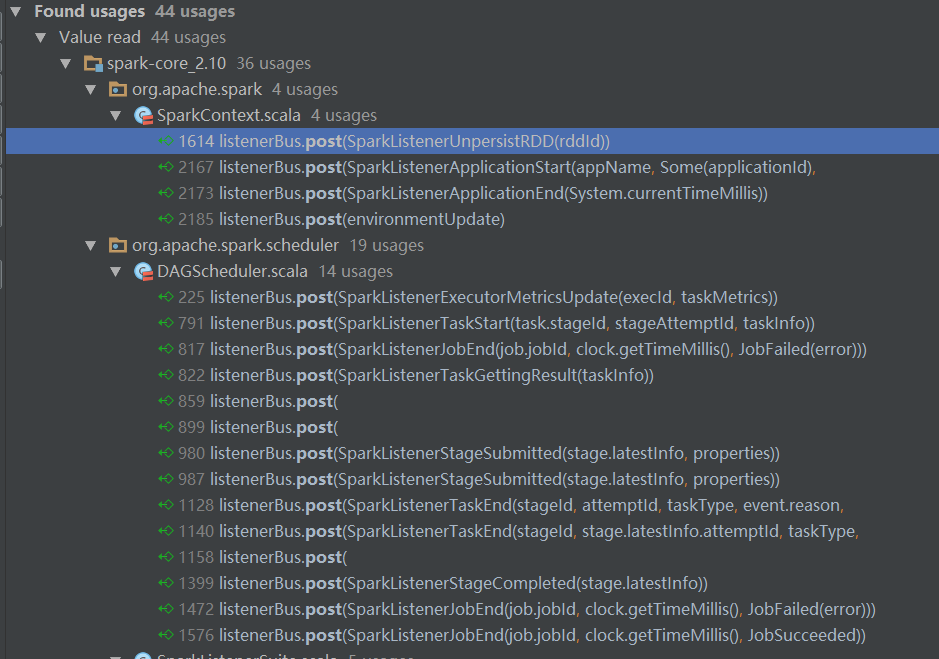 Found usages 44 usages
Value read 44 usages
spark-core_2.10 36 usages
org.apache.spark 4 usages
SparkContext.scala 4 usages
1614 listenerBus.post(SparkListenerUnpersistRDD(rddId))
2167 listenerBus.post(SparkListenerApplicationStart(appName, Some(applicationId),
2173 listenerBus.post(SparkListenerApplicationEnd(System.currentTimeMillis))
2185 listenerBus.post(environmentUpdate)
org.apache.spark.scheduler 19 usages
DAGScheduler.scala 14 usages
225 listenerBus.post(SparkListenerExecutorMetricsUpdate(execId, taskMetrics))
791 listenerBus.post(SparkListenerTaskStart(task.stageId, stageAttemptId, taskInfo))
817 listenerBus.post(SparkListenerJobEnd(job.jobId, clock.getTimeMillis(), JobFailed(error)))
822 listenerBus.post(SparkListenerTaskGettingResult(taskInfo))
859 listenerBus.post(
899 listenerBus.post(
980 listenerBus.post(SparkListenerStageSubmitted(stage.latestInfo, properties))
987 listenerBus.post(SparkListenerStageSubmitted(stage.latestInfo, properties))
1128 listenerBus.post(SparkListenerTaskEnd(stageId, attemptId, taskType, event.reason,
1140 listenerBus.post(SparkListenerTaskEnd(stageId, stage.latestInfo.attemptId, taskType,
1158 listenerBus.post(
1399 listenerBus.post(SparkListenerStageCompleted(stage.latestInfo))
1472 listenerBus.post(SparkListenerJobEnd(job.jobId, clock.getTimeMillis(), JobFailed(error)))
1576 listenerBus.post(SparkListenerJobEnd(job.jobId, clock.getTimeMillis(), JobSucceeded))
SparkListenerSuite.scala 5 usages